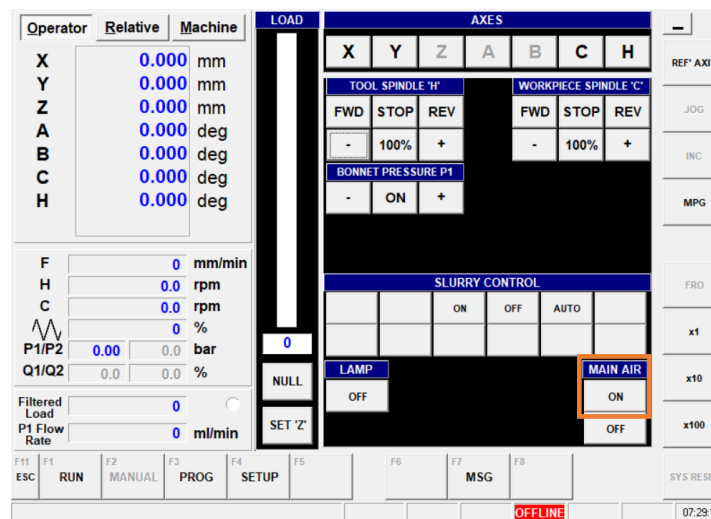 Operator Relative Machine LOAD AXES
X 0.000 mm
Y 0.000 mm
Z 0.000 mm
A 0.000 deg
B 0.000 deg
C 0.000 deg
H 0.000 deg
X Y Z A B C H
REF' AXI
TOOL SPINDLE 'H' WORKPIECE SPINDLE 'C'
FWD STOP REV FWD STOP REV
JOG
- 100% + - 100% +
INC
BONNET PRESSURE P1
- ON +
MPG
F 0 mm/min
H 0.0 rpm
C 0.0 rpm
0 %
P1/P2 0.00 0.0 bar
Q1/Q2 0.0 0.0 %
Filtered
Load 0
P1 Flow
Rate 0 ml/min
0
NULL
SET 'Z'
SLURRY CONTROL
ON OFF AUTO
FRO
x1
LAMP MAIN AIR
OFF ON
OFF
x10
x100
F11 F1 F2 F3 F4 F5 F6 F7 F8
ESC RUN MANUAL PROG SETUP MSG SYS RES
OFFLINE 07:29: